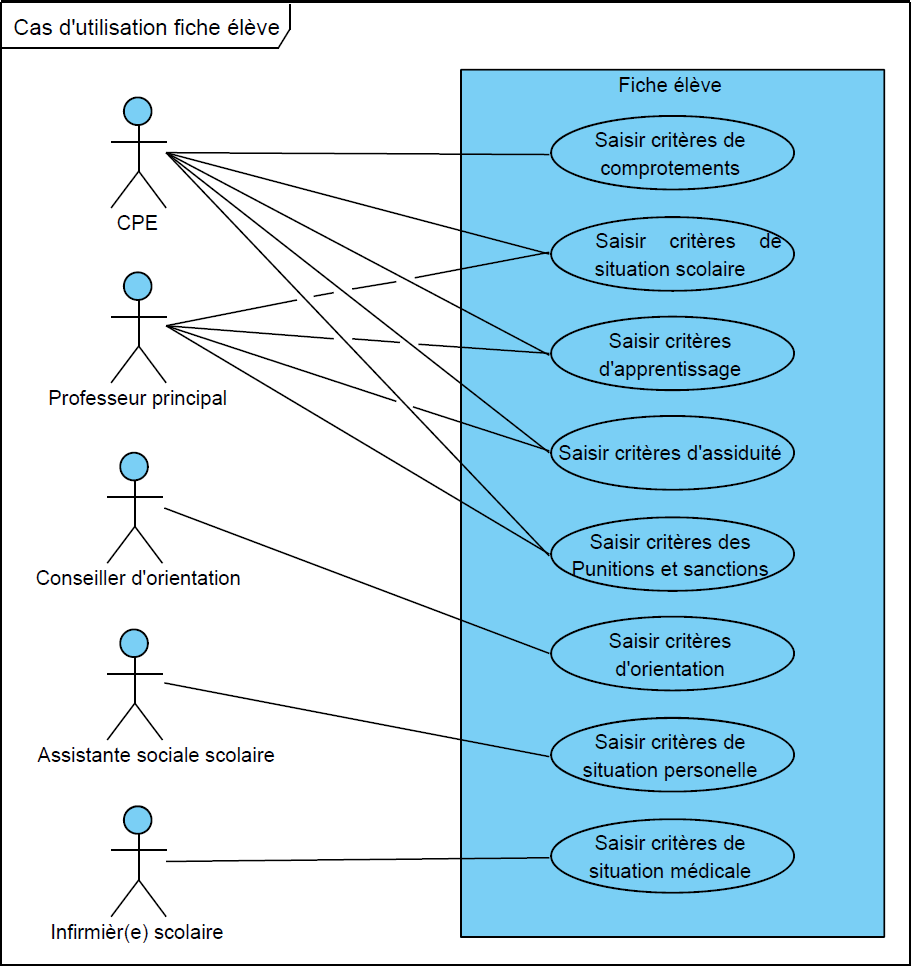 Cas d'utilisation fiche élève
Fiche élève
Saisir critères de
comprotements
CPE
Saisir critères de
situation scolaire
Saisir critères
d'apprentissage
Professeur principal
Saisir critères d'assiduité
Saisir critères des
Punitions et sanctions
Conseiller d'orientation
Saisir critères
d'orientation
Assistante sociale scolaire
Saisir critères de
situation personelle
Saisir critères de
situation médicale
Infirmièr(e) scolaire